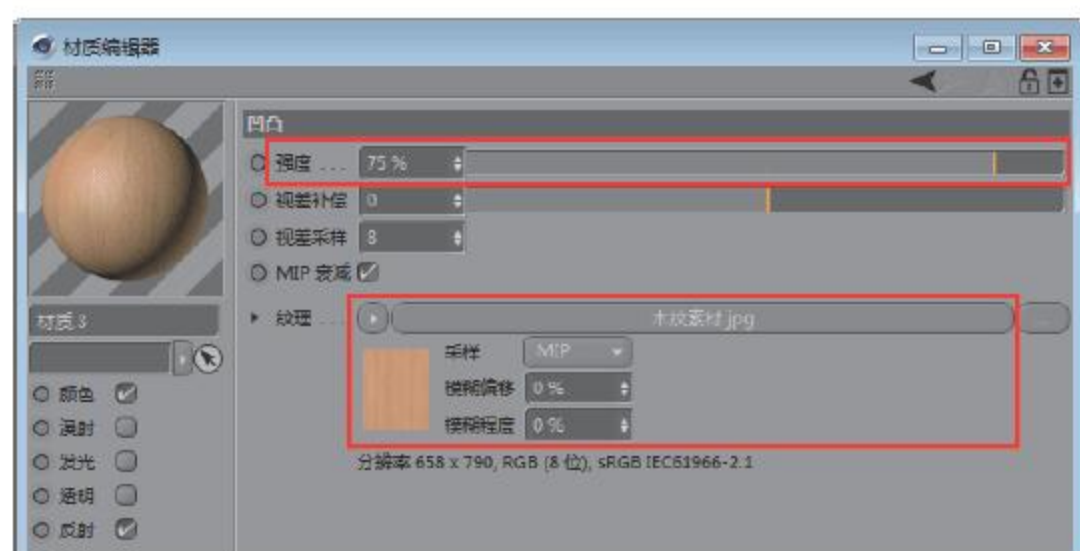 材质编辑器
凹凸
强度 . . . 75 %
视差补偿 0
视差采样 8
MIP 衰减
材质 3
纹理 . . . 木纹素材.jpg
采样 MIP
模糊偏移 0 %
模糊程度 0 %
分辨率 658 x 790, RGB (8 位), sRGB IEC61966-2.1
颜色
漫射
发光
透明
反射